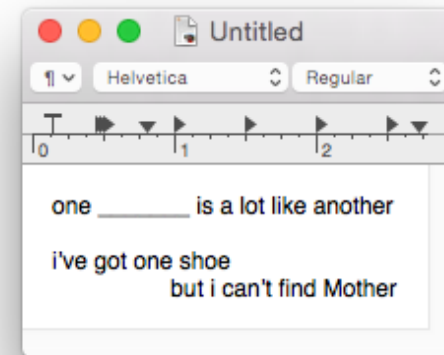 Untitled
¶ Helvetica Regular
0 1 2
one _______ is a lot like another
i've got one shoe
but i can't find Mother